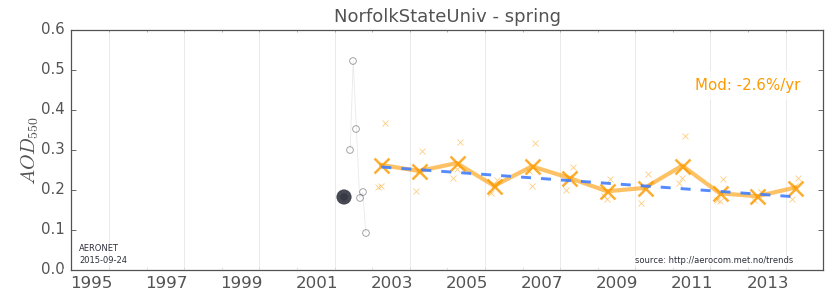 NorfolkStateUniv - spring
0.6
0.5
0.4
0.3
0.2
0.1
0.0
AOD550
Mod: -2.6%/yr
AERONET
2015-09-24
source: http://aerocom.met.no/trends
1995 1997 1999 2001 2003 2005 2007 2009 2011 2013